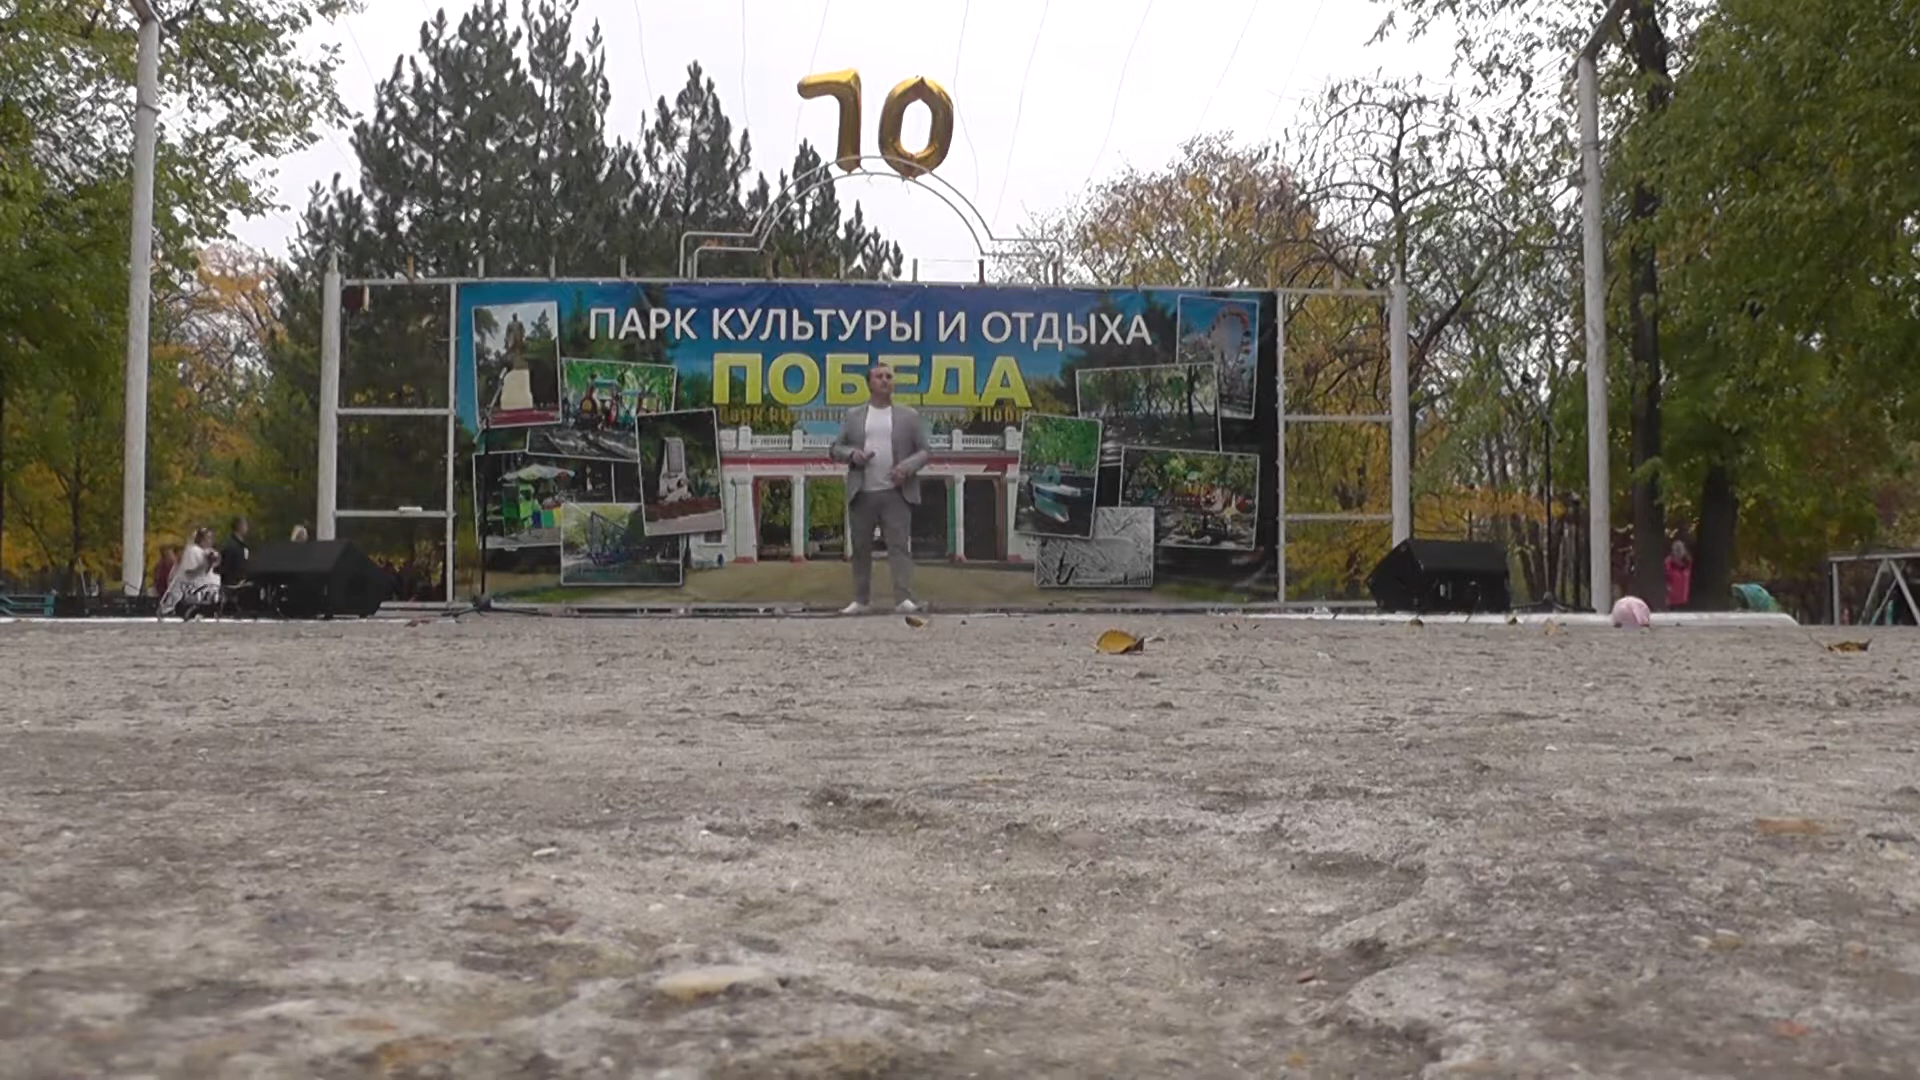 70
ПАРК КУЛЬТУРЫ И ОТДЫХА
ПОБЕДА